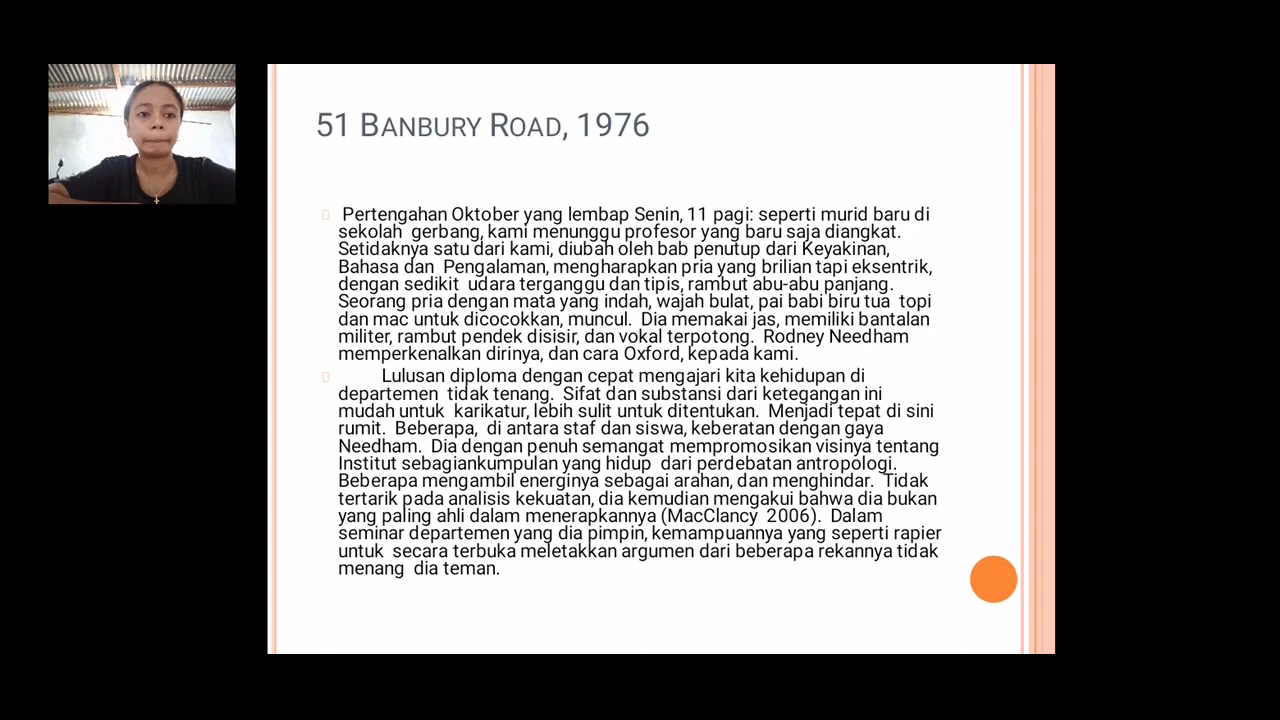 51 BANBURY ROAD, 1976
Pertengahan Oktober yang lembap Senin, 11 pagi: seperti murid baru di
sekolah gerbang, kami menunggu profesor yang baru saja diangkat.
Setidaknya satu dari kami, diubah oleh bab penutup dari Keyakinan,
Bahasa dan Pengalaman, mengharapkan pria yang brilian tapi eksentrik,
dengan sedikit udara terganggu dan tipis, rambut abu-abu panjang.
Seorang pria dengan mata yang indah, wajah bulat, pai babi biru tua topi
dan mac untuk dicocokkan, muncul. Dia memakai jas, memiliki bantalan
militer, rambut pendek disisir, dan vokal terpotong. Rodney Needham
memperkenalkan dirinya, dan cara Oxford, kepada kami.
Lulusan diploma dengan cepat mengajari kita kehidupan di
departemen tidak tenang. Sifat dan substansi dari ketegangan ini
mudah untuk karikatur, lebih sulit untuk ditentukan. Menjadi tepat di sini
rumit. Beberapa, di antara staf dan siswa, keberatan dengan gaya
Needham. Dia dengan penuh semangat mempromosikan visinya tentang
Institut sebagiankumpulan yang hidup dari perdebatan antropologi.
Beberapa mengambil energinya sebagai arahan, dan menghindar. Tidak
tertarik pada analisis kekuatan, dia kemudian mengakui bahwa dia bukan
yang paling ahli dalam menerapkannya (MacClancy 2006). Dalam
seminar departemen yang dia pimpin, kemampuannya yang seperti rapier
untuk secara terbuka meletakkan argumen dari beberapa rekannya tidak
menang dia teman.